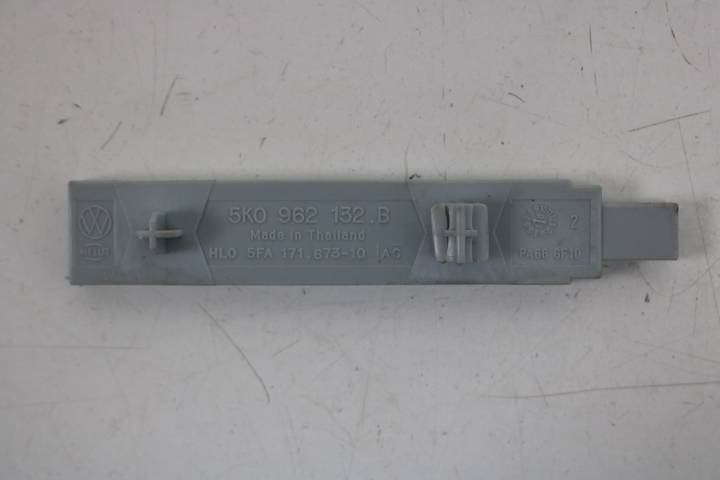 5K0 962 132.B
Made in Thailand
HLO 5FA 171.673-10 AG
2
PA66 GF10